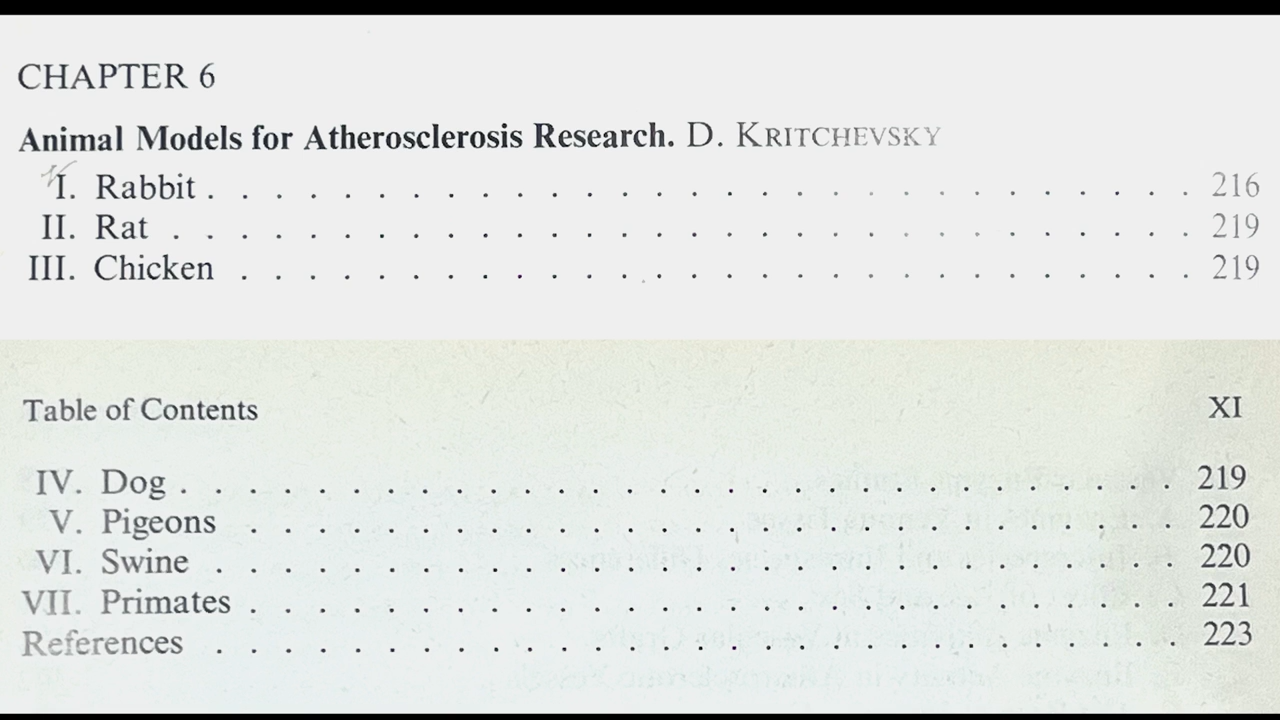 CHAPTER 6
Animal Models for Atherosclerosis Research. D. KRITCHEVSKY
I. Rabbit . . . . . . . . . . . . . . . . . . . . . . . . . . . . . 216
II. Rat . . . . . . . . . . . . . . . . . . . . . . . . . . . . . . 219
III. Chicken . . . . . . . . . . . . . . . . . . . . . . . . . . . . 219
Table of Contents XI
IV. Dog . . . . . . . . . . . . . . . . . . . . . . . . . . . . . . 219
V. Pigeons . . . . . . . . . . . . . . . . . . . . . . . . . . . . 220
VI. Swine . . . . . . . . . . . . . . . . . . . . . . . . . . . . . 220
VII. Primates . . . . . . . . . . . . . . . . . . . . . . . . . . . . 221
References . . . . . . . . . . . . . . . . . . . . . . . . . . . . . 223